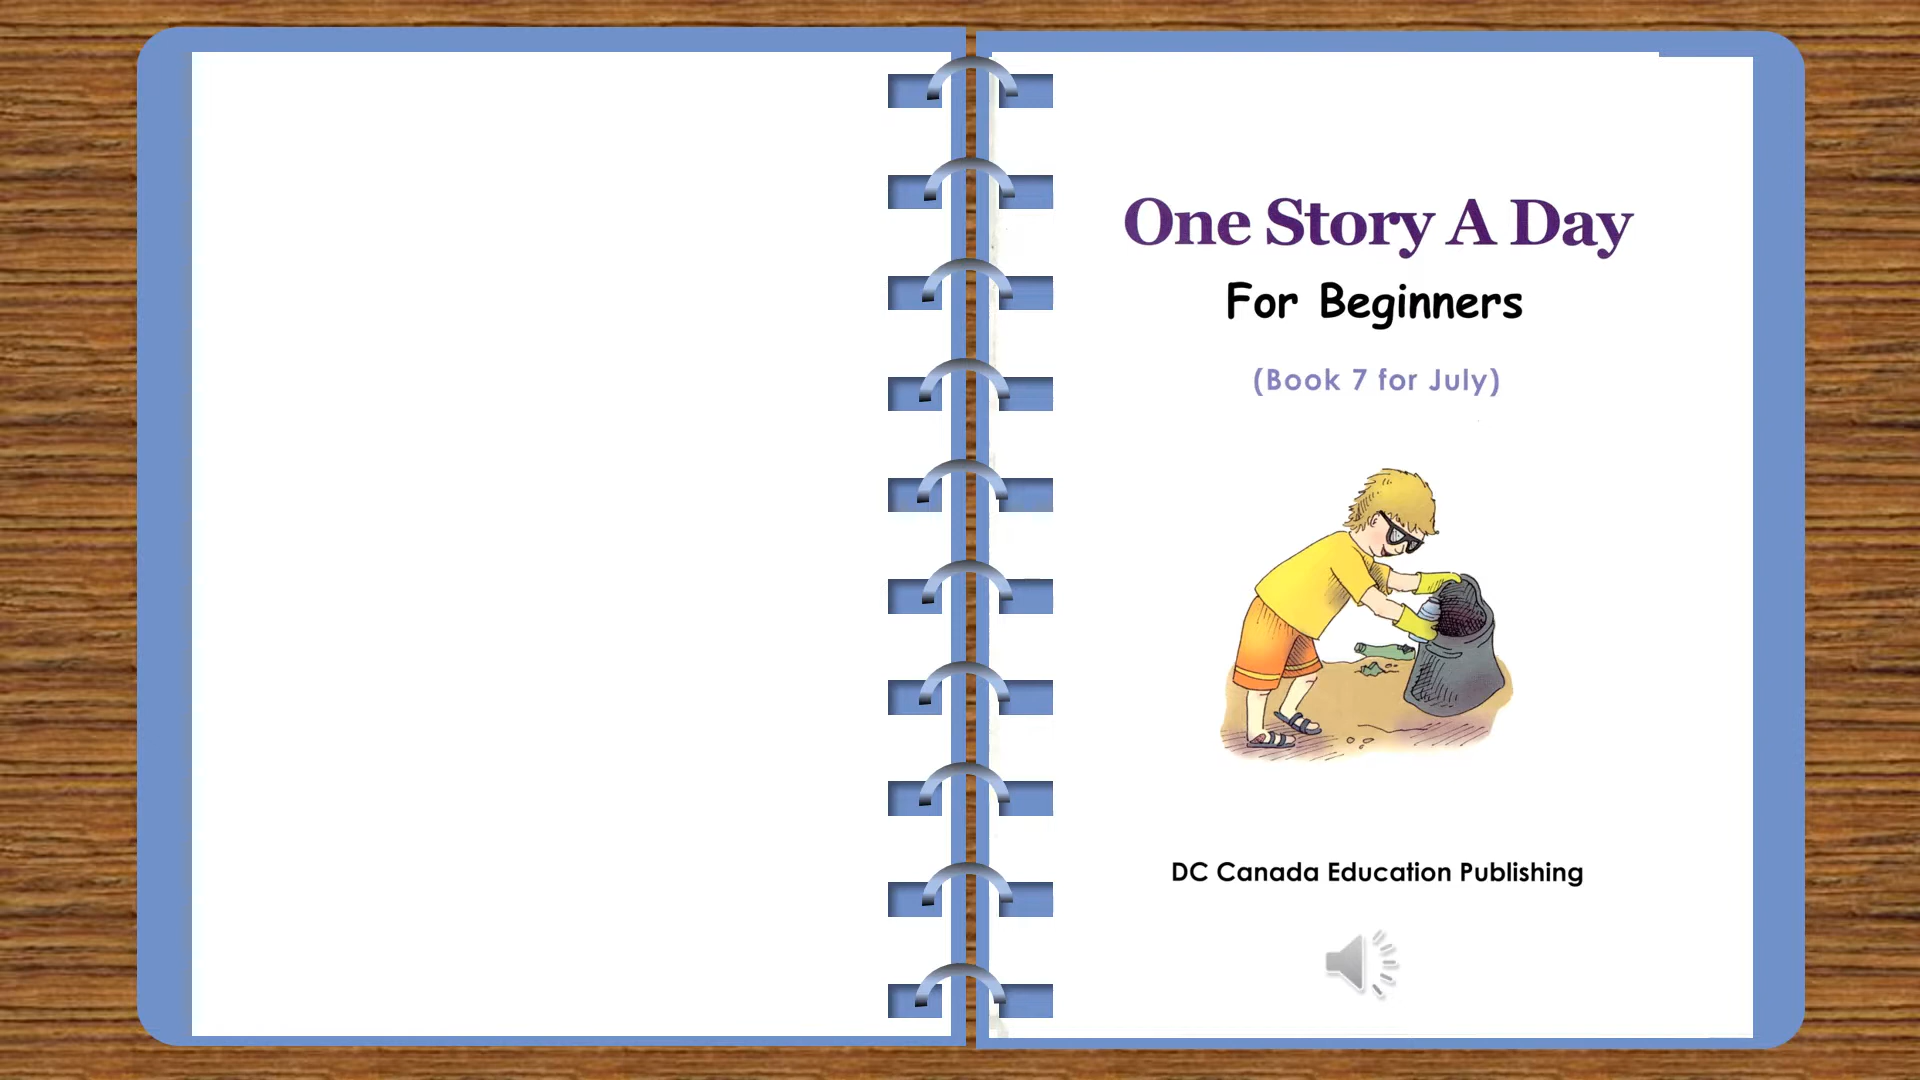 One Story A Day
For Beginners
(Book 7 for July)
DC Canada Education Publishing